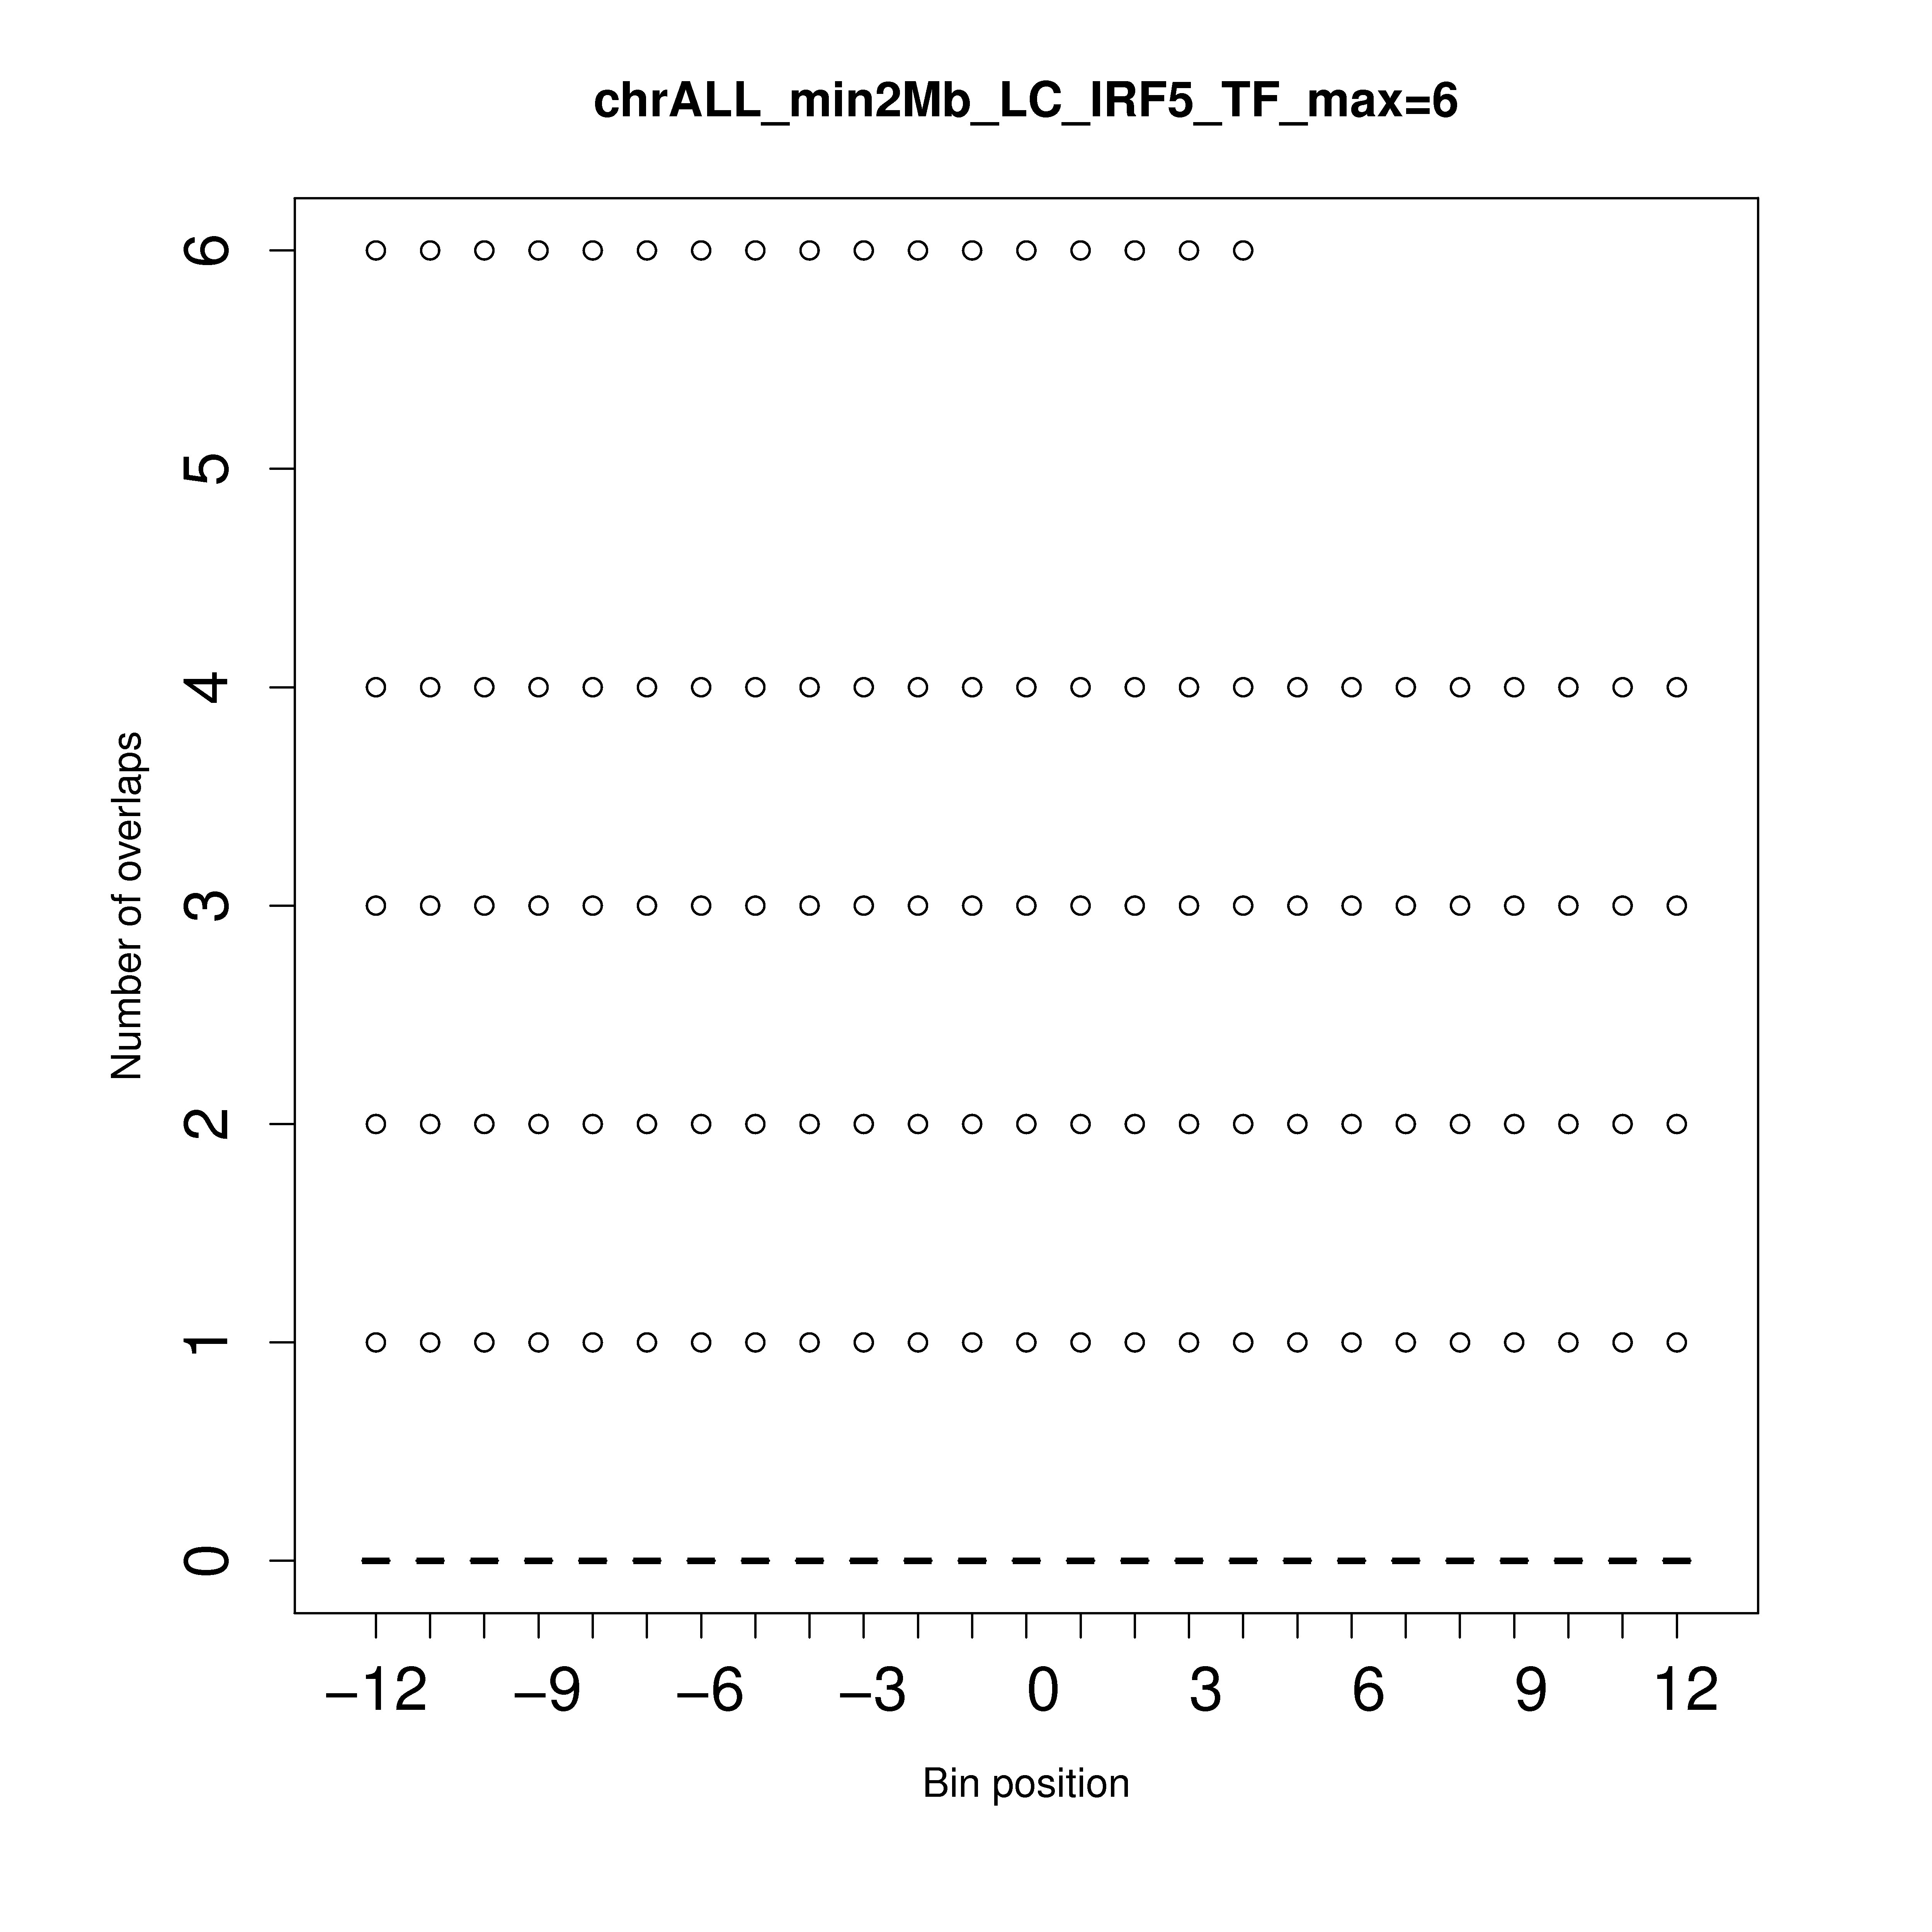 chrALL_min2Mb_LC_IRF5_TF_max=6
6
5
4
3
2
1
0
Number of overlaps
−12 −9 −6 −3 0 3 6 9 12
Bin position